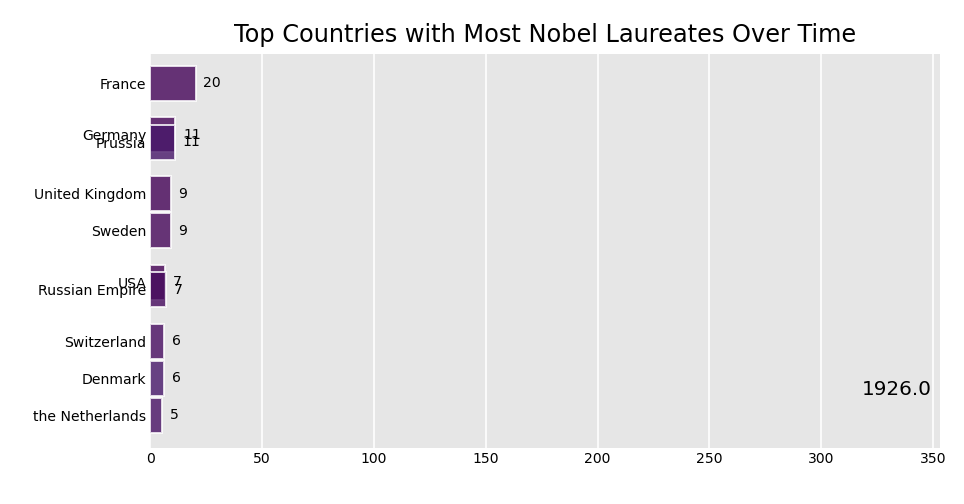 Top Countries with Most Nobel Laureates Over Time
France 20
Germany 11
Prussia 11
United Kingdom 9
Sweden 9
USA 7
Russian Empire 7
Switzerland 6
Denmark 6
1926.0
the Netherlands 5
0 50 100 150 200 250 300 350